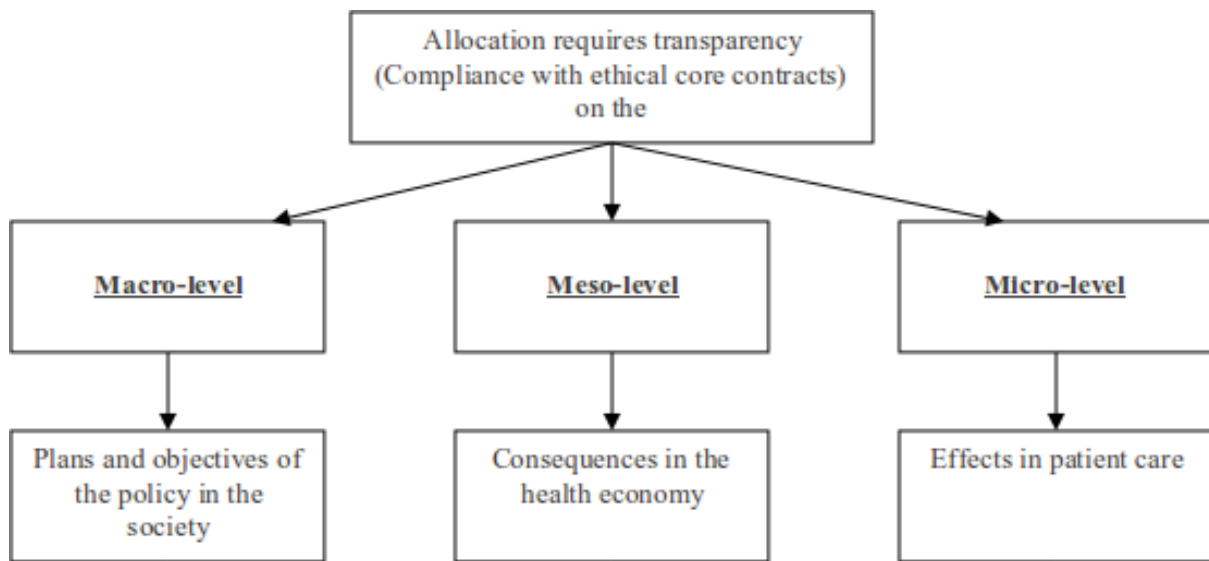 Allocation requires transparency
(Compliance with ethical core contracts)
on the
Macro-level
Meso-level
Micro-level
Plans and objectives of
the policy in the
society
Consequences in the
health economy
Effects in patient care